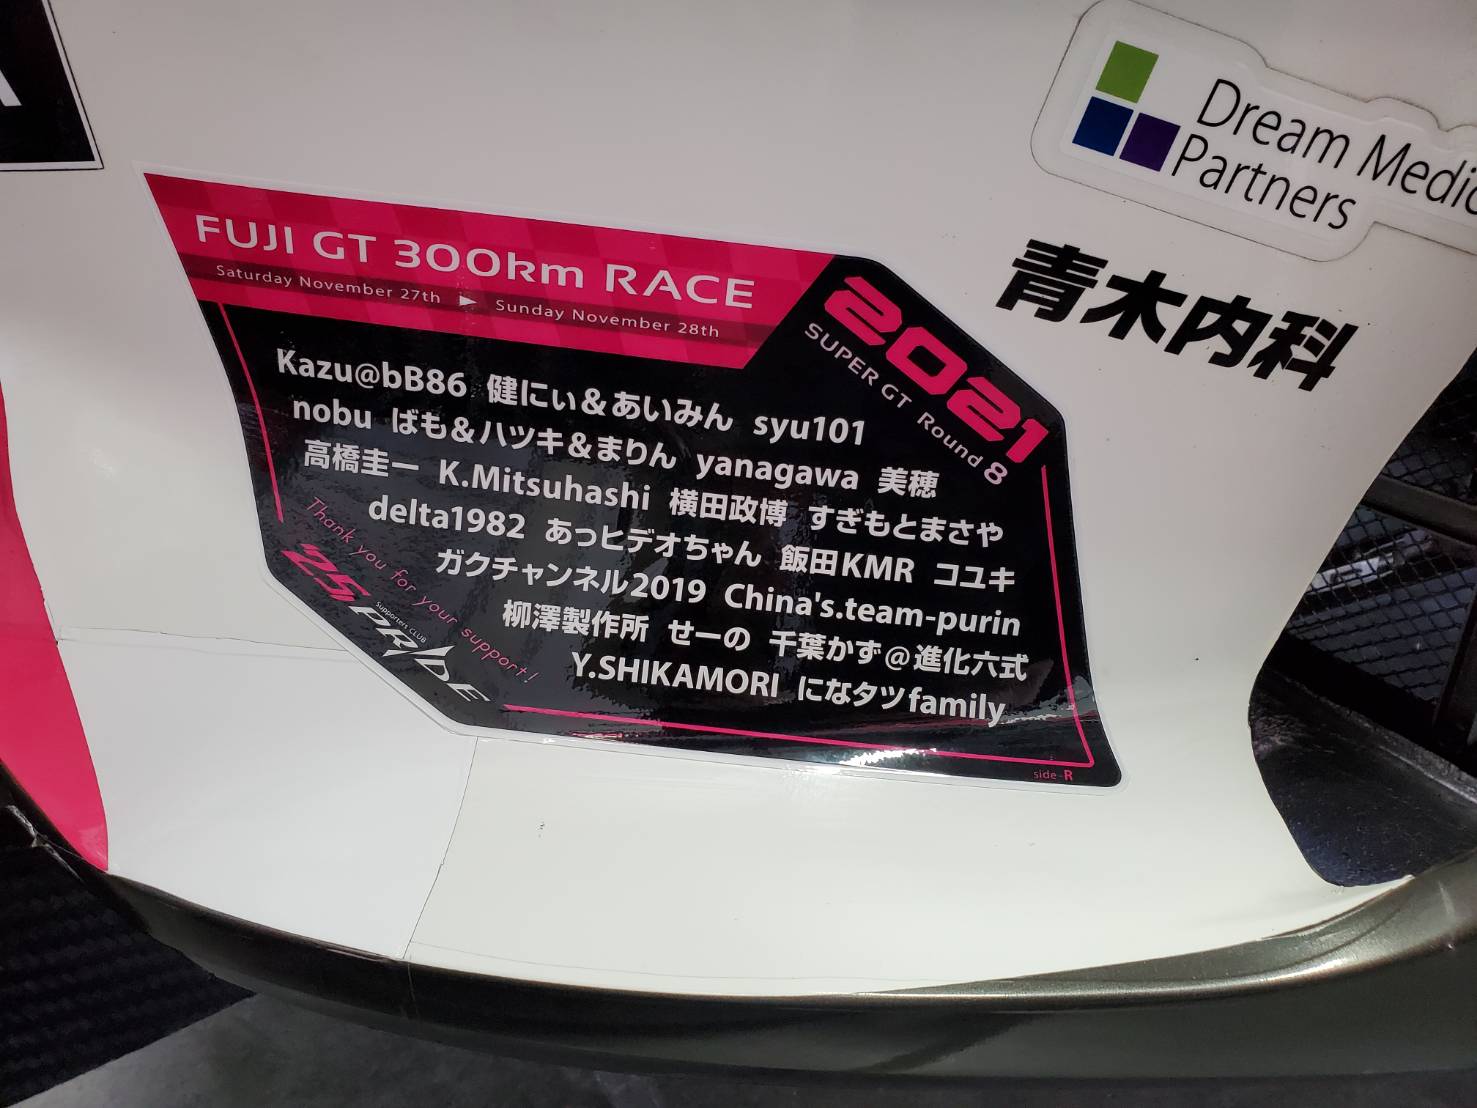 Dream Medic
Partners
青木内科
FUJI GT 300km RACE
Saturday November 27th ▶ Sunday November 28th
2021
SUPER GT Round 8
Kazu@bB86 健にぃ&あいみん syu101
nobu ばも&ハツキ&まりん yanagawa 美穂
高橋圭一 K.Mitsuhashi 横田政博 すぎもとまさや
delta1982 あっヒデオちゃん 飯田KMR コユキ
ガクチャンネル2019 China's.team-purin
柳澤製作所 せーの 千葉かず@進化六式
Y.SHIKAMORI になタツfamily
Thank you for your support!
25 Supporters CLUB
PRIDE
side-R